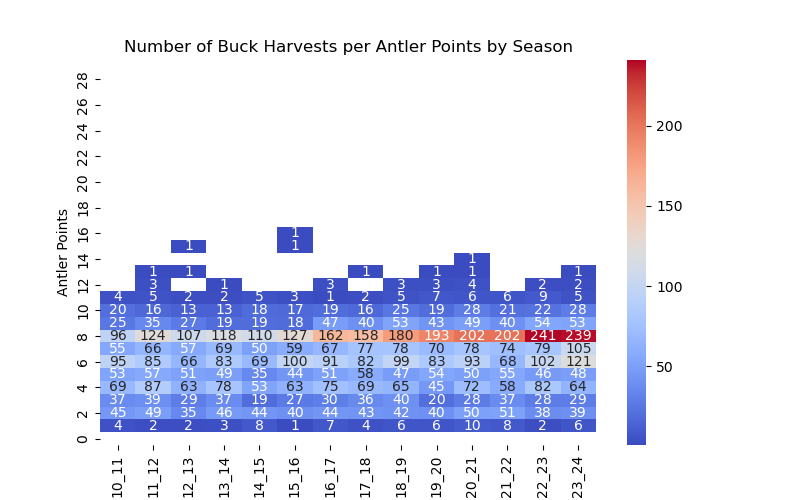 Number of Buck Harvests per Antler Points by Season
Antler Points
28
26
24
22
20
18
16 1
1 1
14 1
1 1 1 1 1 1
12 3 1 3 3 3 4 2 2
4 5 2 2 5 3 1 2 5 7 6 6 9 5
10 20 16 13 13 18 17 19 16 25 19 28 21 22 28
25 35 27 19 19 18 47 40 53 43 49 40 54 53
8 96 124 107 118 110 127 162 158 180 193 202 202 241 239
55 66 57 69 50 59 67 77 78 70 78 74 79 105
6 95 85 66 83 69 100 91 82 99 83 93 68 102 121
53 57 51 49 35 44 51 58 47 54 50 55 46 48
4 69 87 63 78 53 63 75 69 65 45 72 58 82 64
37 39 29 37 19 27 30 36 40 20 28 37 28 29
2 45 49 35 46 44 40 44 43 42 40 50 51 38 39
4 2 2 3 8 1 7 4 6 6 10 8 2 6
0
10_11 11_12 12_13 13_14 14_15 15_16 16_17 17_18 18_19 19_20 20_21 21_22 22_23 23_24
200
150
100
50